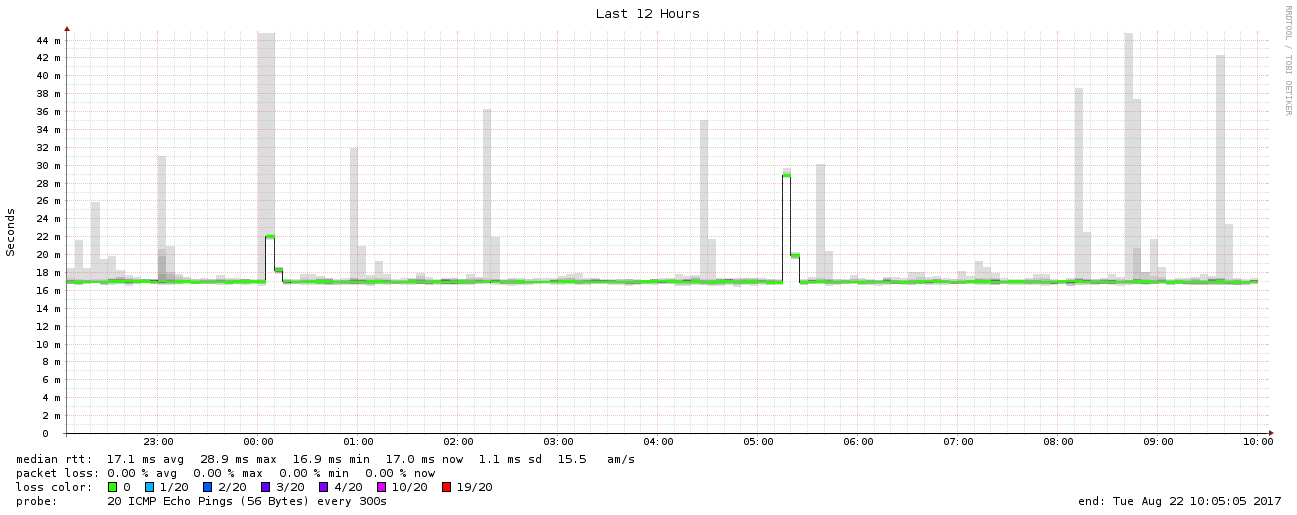 Last 12 Hours
RRDTOOL / TOBI OETIKER
Seconds
44 m
42 m
40 m
38 m
36 m
34 m
32 m
30 m
28 m
26 m
24 m
22 m
20 m
18 m
16 m
14 m
12 m
10 m
8 m
6 m
4 m
2 m
0
23:00 00:00 01:00 02:00 03:00 04:00 05:00 06:00 07:00 08:00 09:00 10:00
median rtt: 17.1 ms avg 28.9 ms max 16.9 ms min 17.0 ms now 1.1 ms sd 15.5 am/s
packet loss: 0.00 % avg 0.00 % max 0.00 % min 0.00 % now
loss color: 0 1/20 2/20 3/20 4/20 10/20 19/20
probe: 20 ICMP Echo Pings (56 Bytes) every 300s end: Tue Aug 22 10:05:05 2017